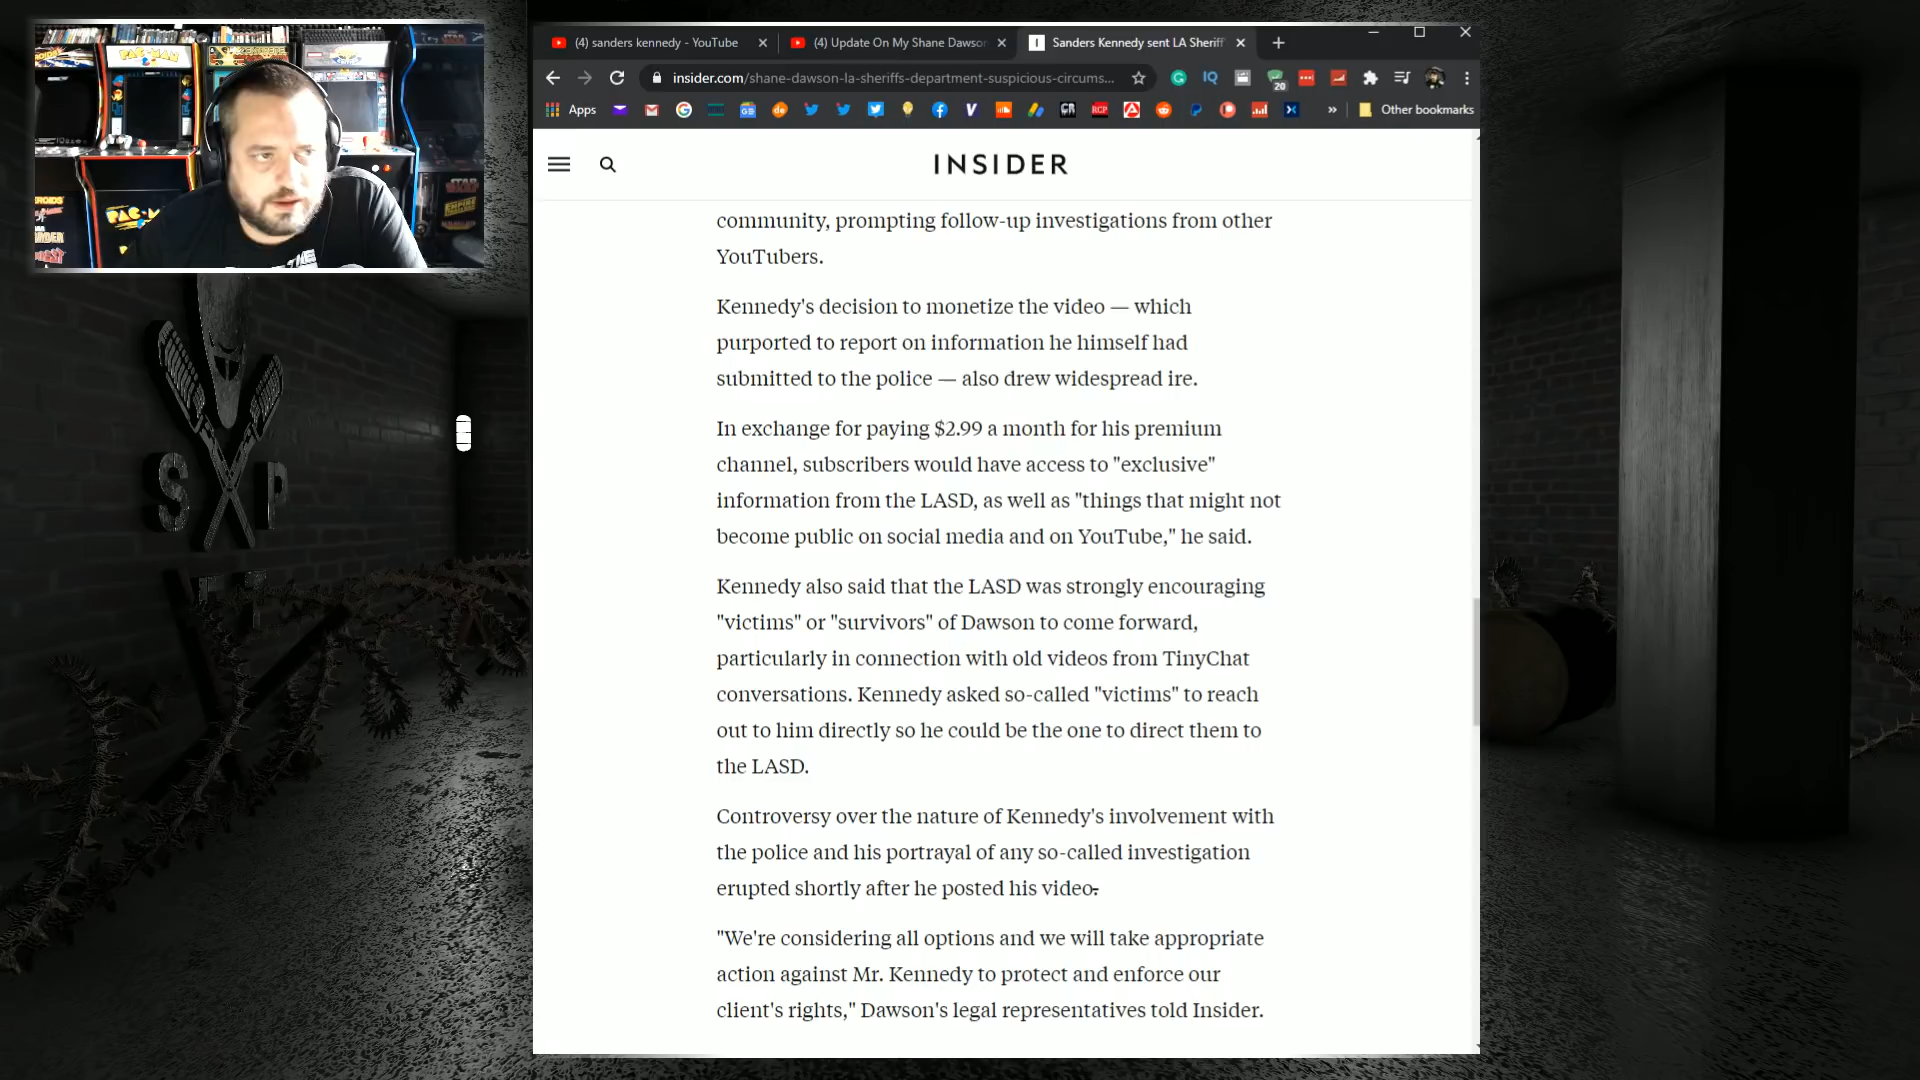 (4) sanders kennedy - YouTube
(4) Update On My Shane Dawson
Sanders Kennedy sent LA Sheriff
insider.com/shane-dawson-la-sheriffs-department-suspicious-circums...
20
Apps
Other bookmarks
INSIDER
community, prompting follow-up investigations from other
YouTubers.
Kennedy's decision to monetize the video — which
purported to report on information he himself had
submitted to the police — also drew widespread ire.
In exchange for paying $2.99 a month for his premium
channel, subscribers would have access to "exclusive"
information from the LASD, as well as "things that might not
become public on social media and on YouTube," he said.
Kennedy also said that the LASD was strongly encouraging
"victims" or "survivors" of Dawson to come forward,
particularly in connection with old videos from TinyChat
conversations. Kennedy asked so-called "victims" to reach
out to him directly so he could be the one to direct them to
the LASD.
Controversy over the nature of Kennedy's involvement with
the police and his portrayal of any so-called investigation
erupted shortly after he posted his video.
"We're considering all options and we will take appropriate
action against Mr. Kennedy to protect and enforce our
client's rights," Dawson's legal representatives told Insider.
PAC-MAN
S P